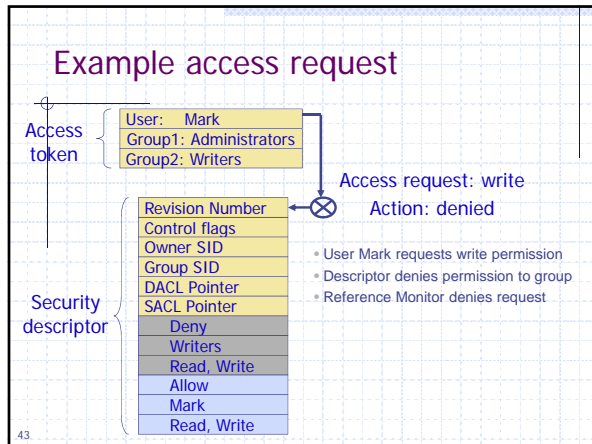 Example access request
Access
token
User: Mark
Group1: Administrators
Group2: Writers
Access request: write
Action: denied
Security
descriptor
Revision Number
Control flags
Owner SID
Group SID
DACL Pointer
SACL Pointer
Deny
Writers
Read, Write
Allow
Mark
Read, Write
• User Mark requests write permission
• Descriptor denies permission to group
• Reference Monitor denies request
43